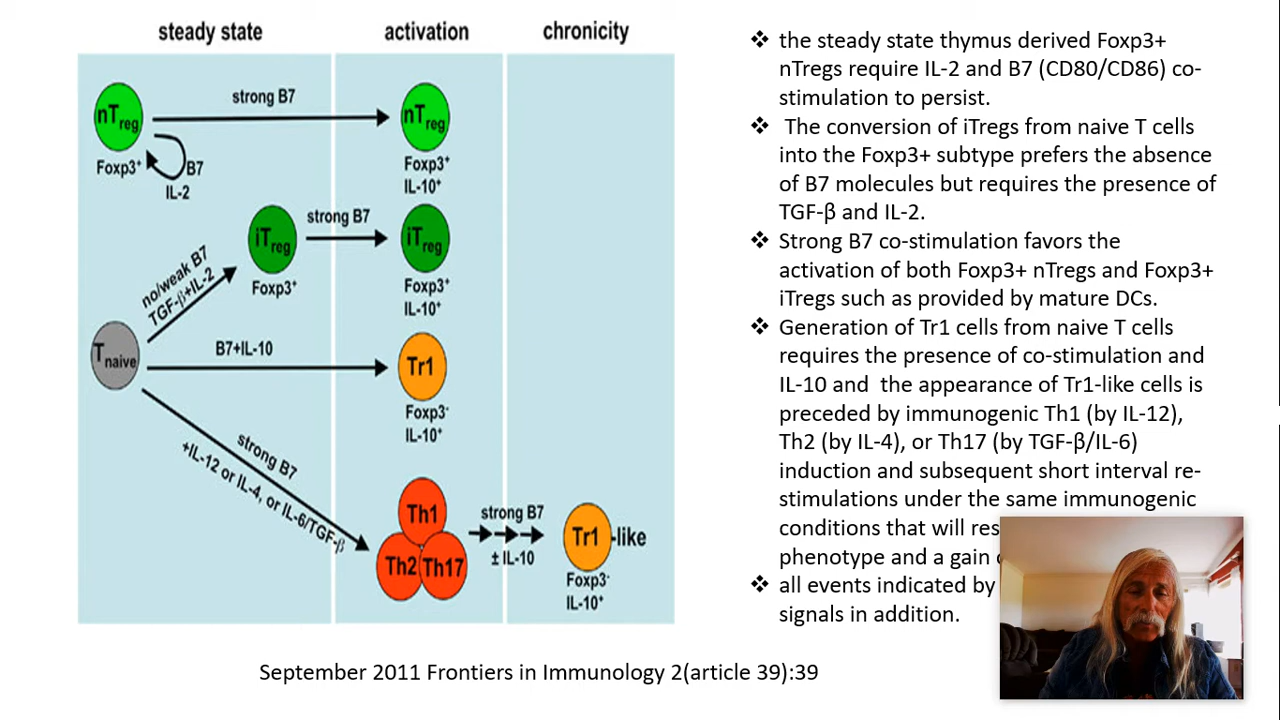 steady state
activation
chronicity
nTreg
Foxp3+
B7
IL-2
strong B7
nTreg
Foxp3+
IL-10+
no/weak B7
TGF-β+IL-2
iTreg
Foxp3+
strong B7
iTreg
Foxp3+
IL-10+
Tnaive
B7+IL-10
Tr1
Foxp3-
IL-10+
strong B7
+IL-12 or IL-4, or IL-6/TGF-β
Th1
Th2
Th17
strong B7
± IL-10
Tr1-like
Foxp3-
IL-10+
❖ the steady state thymus derived Foxp3+
nTregs require IL-2 and B7 (CD80/CD86) co-
stimulation to persist.
❖ The conversion of iTregs from naive T cells
into the Foxp3+ subtype prefers the absence
of B7 molecules but requires the presence of
TGF-β and IL-2.
❖ Strong B7 co-stimulation favors the
activation of both Foxp3+ nTregs and Foxp3+
iTregs such as provided by mature DCs.
❖ Generation of Tr1 cells from naive T cells
requires the presence of co-stimulation and
IL-10 and the appearance of Tr1-like cells is
preceded by immunogenic Th1 (by IL-12),
Th2 (by IL-4), or Th17 (by TGF-β/IL-6)
induction and subsequent short interval re-
stimulations under the same immunogenic
conditions that will
phenotype and a gain
❖ all events indicated by
signals in addition.
September 2011 Frontiers in Immunology 2(article 39):39